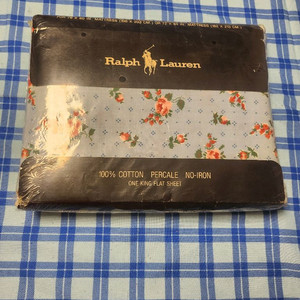 Ralph Lauren
100% COTTON PERCALE NO-IRON
ONE KING FLAT SHEET